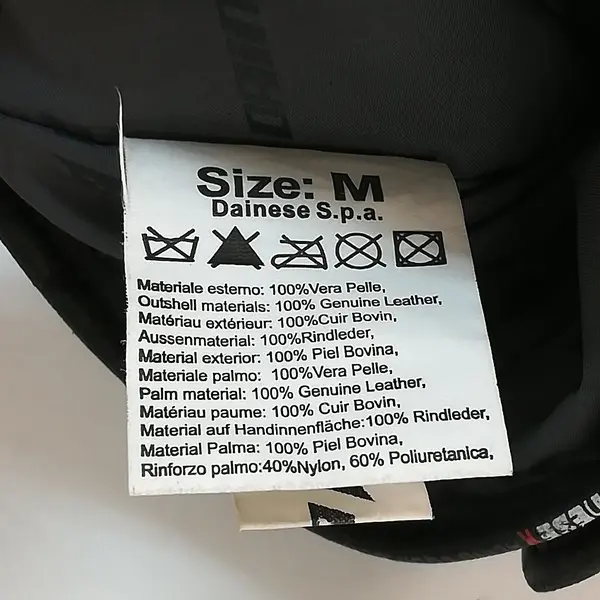 Size: M
Dainese S.p.a.
Materiale esterno: 100%Vera Pelle,
Outshell materials: 100% Genuine Leather,
Matériau extérieur: 100%Cuir Bovin,
Aussenmaterial: 100%Rindleder,
Material exterior: 100% Piel Bovina,
Materiale palmo: 100%Vera Pelle,
Palm material: 100% Genuine Leather,
Matériau paume: 100% Cuir Bovin,
Material auf Handinnenfläche:100% Rindleder,
Material Palma: 100% Piel Bovina,
Rinforzo palmo:40%Nylon, 60% Poliuretanica,